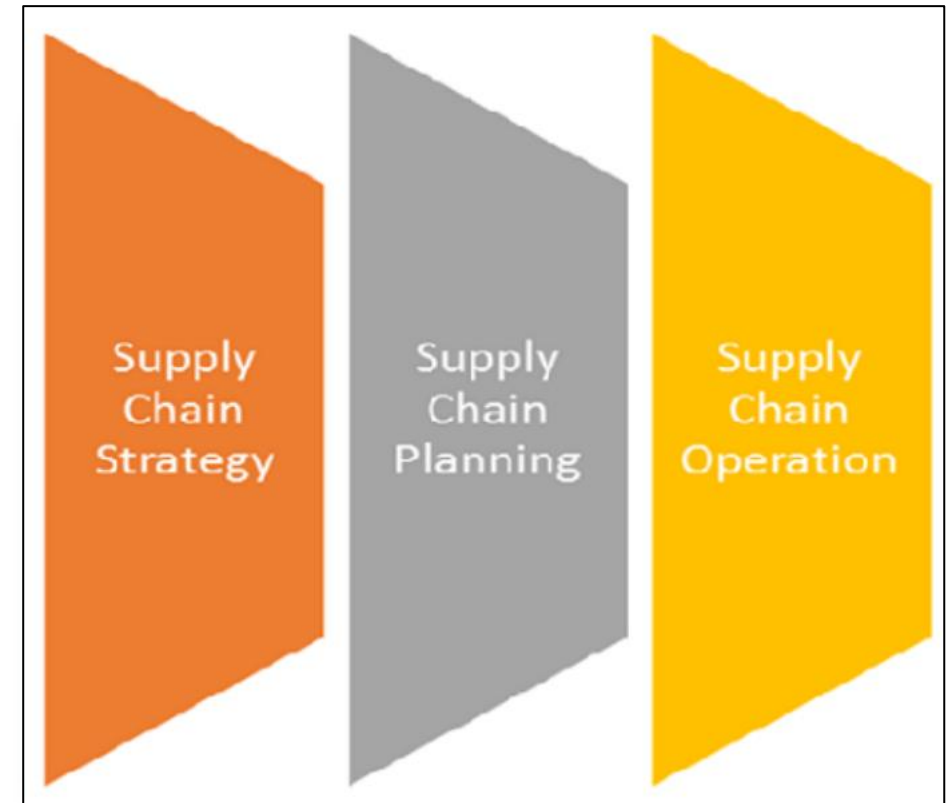 Supply
Chain
Strategy
Supply
Chain
Planning
Supply
Chain
Operation